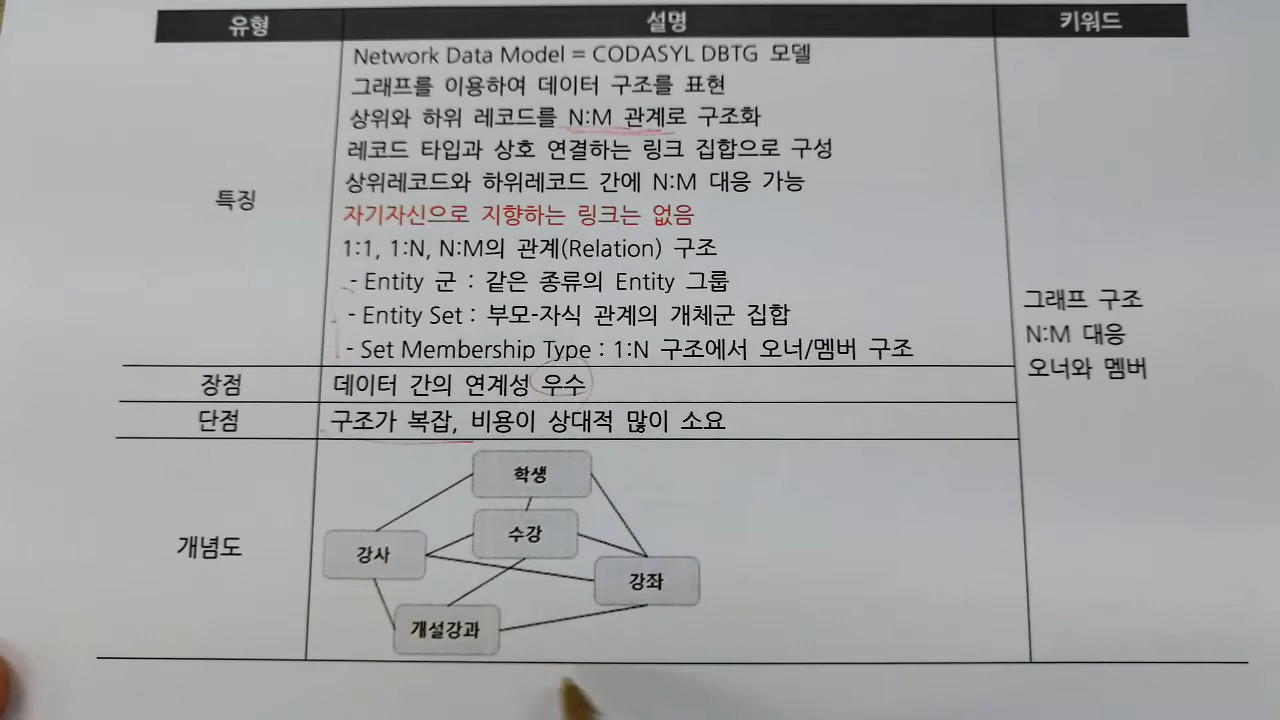 유형 설명 키워드
Network Data Model = CODASYL DBTG 모델
그래프를 이용하여 데이터 구조를 표현
상위와 하위 레코드를 N:M 관계로 구조화
레코드 타입과 상호 연결하는 링크 집합으로 구성
상위레코드와 하위레코드 간에 N:M 대응 가능
특징
자기자신으로 지향하는 링크는 없음
1:1, 1:N, N:M의 관계(Relation) 구조
- Entity 군 : 같은 종류의 Entity 그룹
- Entity Set : 부모-자식 관계의 개체군 집합
- Set Membership Type : 1:N 구조에서 오너/멤버 구조
그래프 구조
N:M 대응
오너와 멤버
장점 데이터 간의 연계성 우수
단점 구조가 복잡, 비용이 상대적 많이 소요
개념도
학생
수강
강사
강좌
개설강과